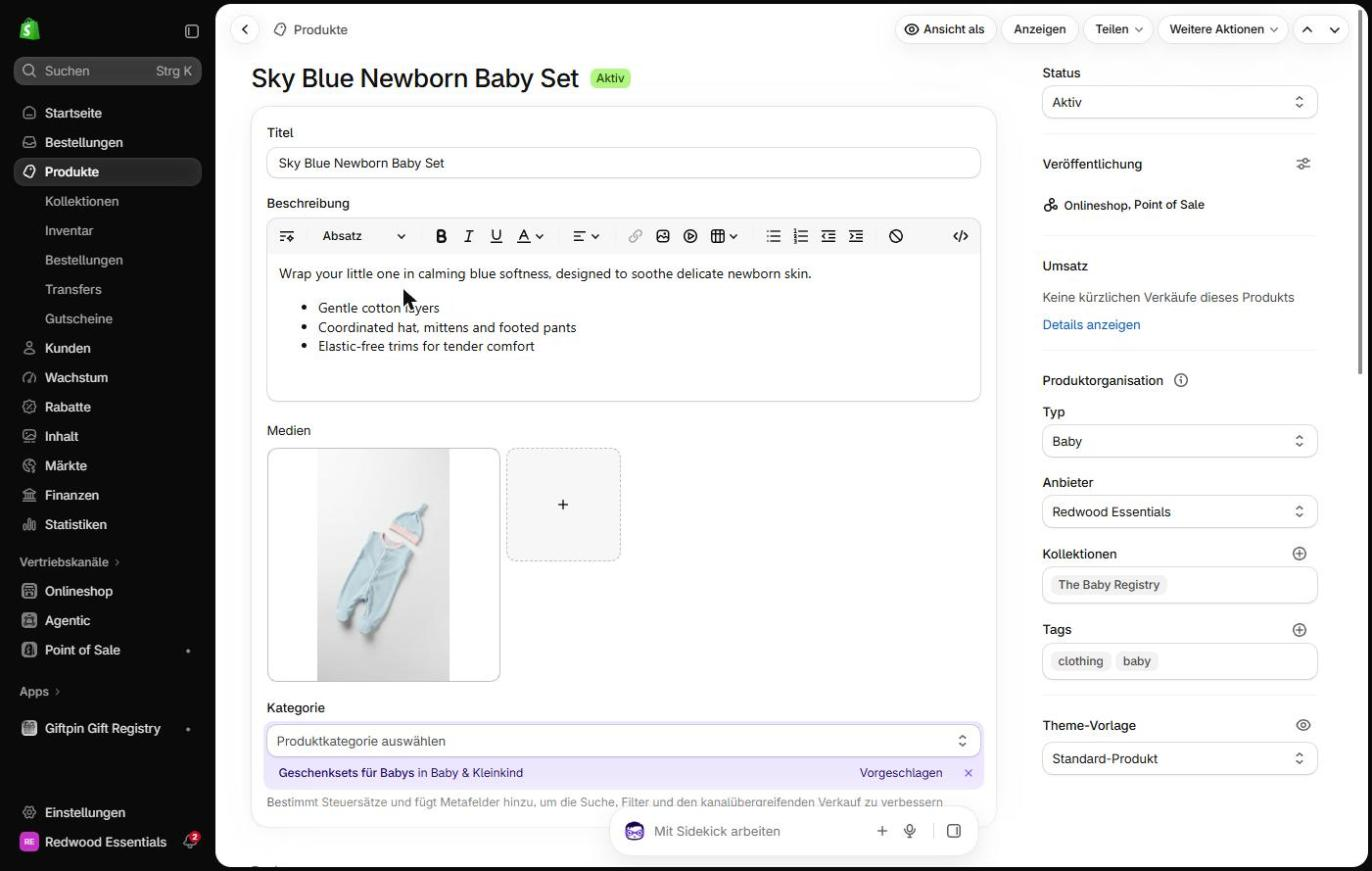 Suchen Strg K
Startseite
Bestellungen
Produkte
Kollektionen
Inventar
Bestellungen
Transfers
Gutscheine
Kunden
Wachstum
Rabatte
Inhalt
Märkte
Finanzen
Statistiken
Vertriebskanäle
Onlineshop
Agentic
Point of Sale
Apps
Giftpin Gift Registry
Einstellungen
RE Redwood Essentials 2
Produkte
Ansicht als Anzeigen Teilen Weitere Aktionen
Sky Blue Newborn Baby Set Aktiv
Titel
Sky Blue Newborn Baby Set
Beschreibung
Absatz B I U A
Wrap your little one in calming blue softness, designed to soothe delicate newborn skin.
Gentle cotton layers
Coordinated hat, mittens and footed pants
Elastic-free trims for tender comfort
Medien
Kategorie
Produktkategorie auswählen
Geschenksets für Babys in Baby & Kleinkind Vorgeschlagen
Bestimmt Steuersätze und fügt Metafelder hinzu, um die Suche, Filter und den kanalübergreifenden Verkauf zu verbessern
Mit Sidekick arbeiten
Status
Aktiv
Veröffentlichung
Onlineshop, Point of Sale
Umsatz
Keine kürzlichen Verkäufe dieses Produkts
Details anzeigen
Produktorganisation
Typ
Baby
Anbieter
Redwood Essentials
Kollektionen
The Baby Registry
Tags
clothing baby
Theme-Vorlage
Standard-Produkt